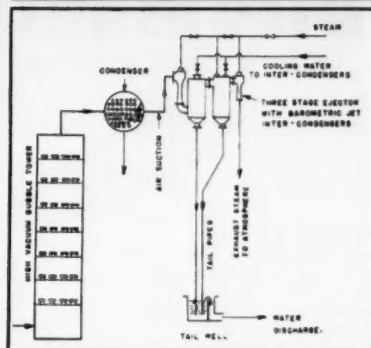 STEAM
COOLING WATER
TO INTER-CONDENSERS
CONDENSER
THREE STAGE EJECTOR
WITH BAROMETRIC JET
INTER-CONDENSERS
AIR SUCTION
HIGH VACUUM BUBBLE TOWER
TAIL PIPES
EXHAUST STEAM
TO ATMOSPHERE
WATER
DISCHARGE.
TAIL WELL